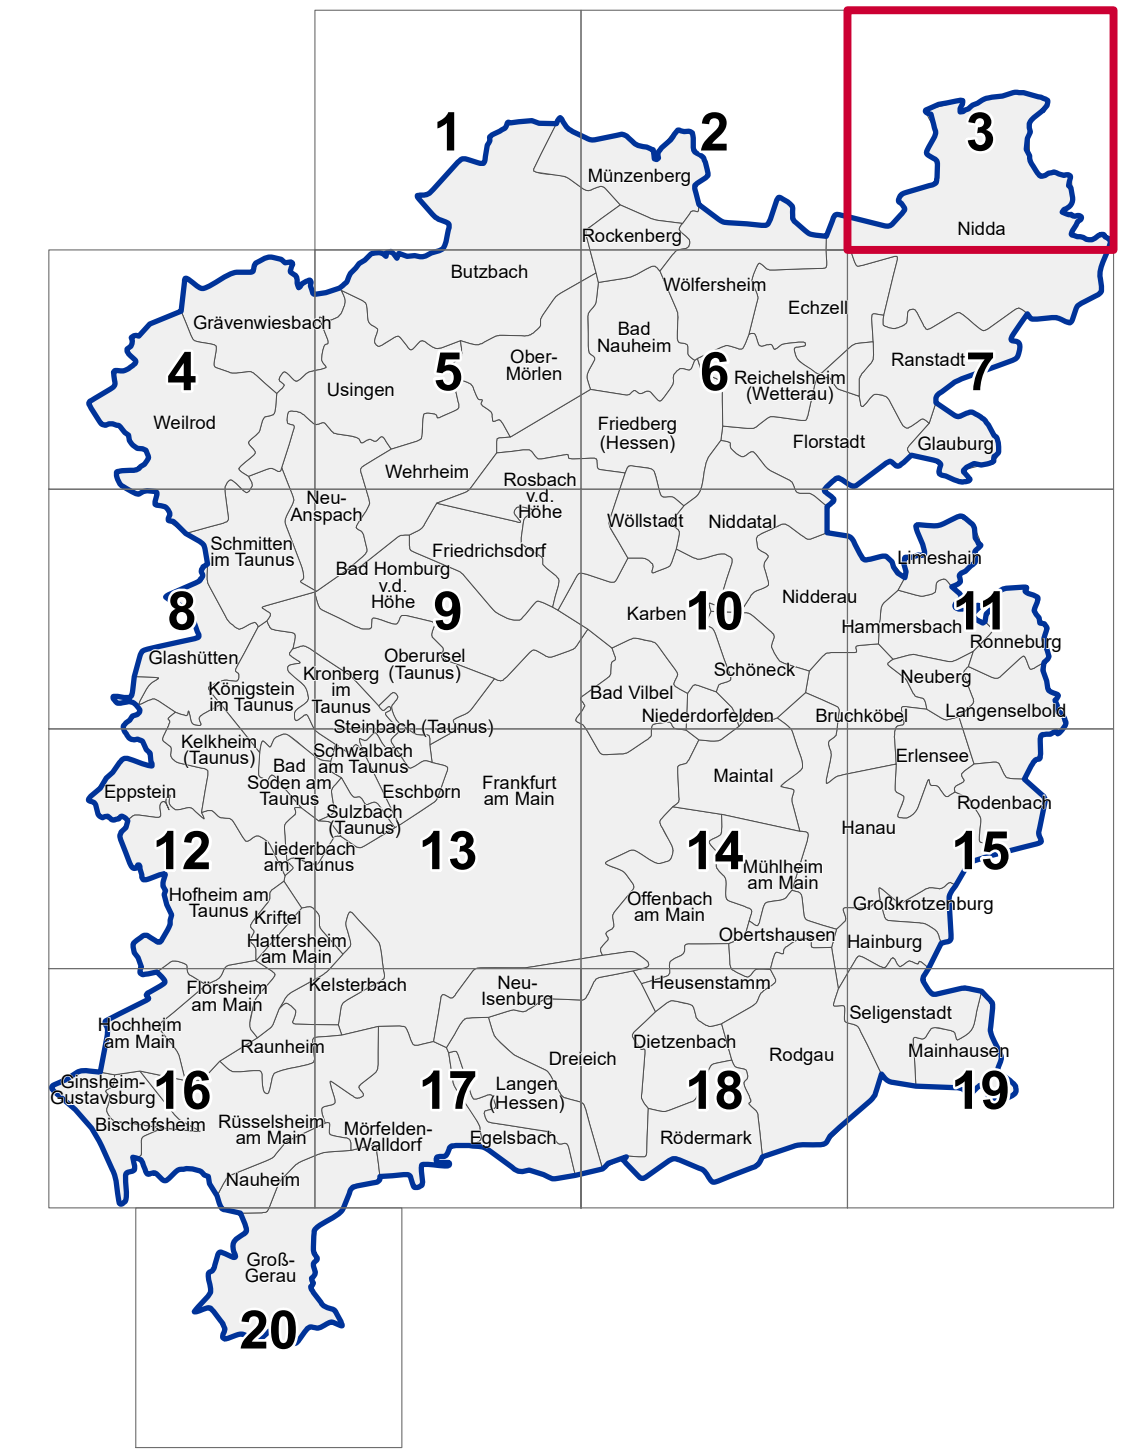 1
2
3
Münzenberg
Rockenberg
Nidda
Butzbach
Wölfersheim
Echzell
Grävenwiesbach
Bad
Nauheim
Ober-
Mörlen
4
5
6
7
Ranstadt
Usingen
Reichelsheim
(Wetterau)
Weilrod
Friedberg
(Hessen)
Florstadt
Glauburg
Wehrheim
Rosbach
v.d.
Höhe
Neu-
Anspach
Wöllstadt
Niddatal
Schmitten
im Taunus
Friedrichsdorf
Limeshain
Bad Homburg
v.d.
Höhe
8
9
10
11
Karben
Nidderau
Hammersbach
Ronneburg
Glashütten
Oberursel
(Taunus)
Schöneck
Neuberg
Königstein
im Taunus
Kronberg
im
Taunus
Bad Vilbel
Niederdorfelden
Bruchköbel
Langenselbold
Steinbach (Taunus)
Kelkheim
(Taunus)
Schwalbach
am Taunus
Erlensee
Bad
Soden am
Taunus
Eppstein
Eschborn
Frankfurt
am Main
Maintal
Rodenbach
Sulzbach
(Taunus)
Hanau
12
13
14
15
Liederbach
am Taunus
Mühlheim
am Main
Hofheim am
Taunus
Offenbach
am Main
Großkrotzenburg
Kriftel
Obertshausen
Hainburg
Hattersheim
am Main
Flörsheim
am Main
Kelsterbach
Neu-
Isenburg
Heusenstamm
Seligenstadt
Hochheim
am Main
Raunheim
Dietzenbach
Dreieich
Rodgau
Mainhausen
Ginsheim-
Gustavsburg
16
17
18
19
Langen
(Hessen)
Bischofsheim
Rüsselsheim
am Main
Mörfelden-
Walldorf
Egelsbach
Rödermark
Nauheim
Groß-
Gerau
20